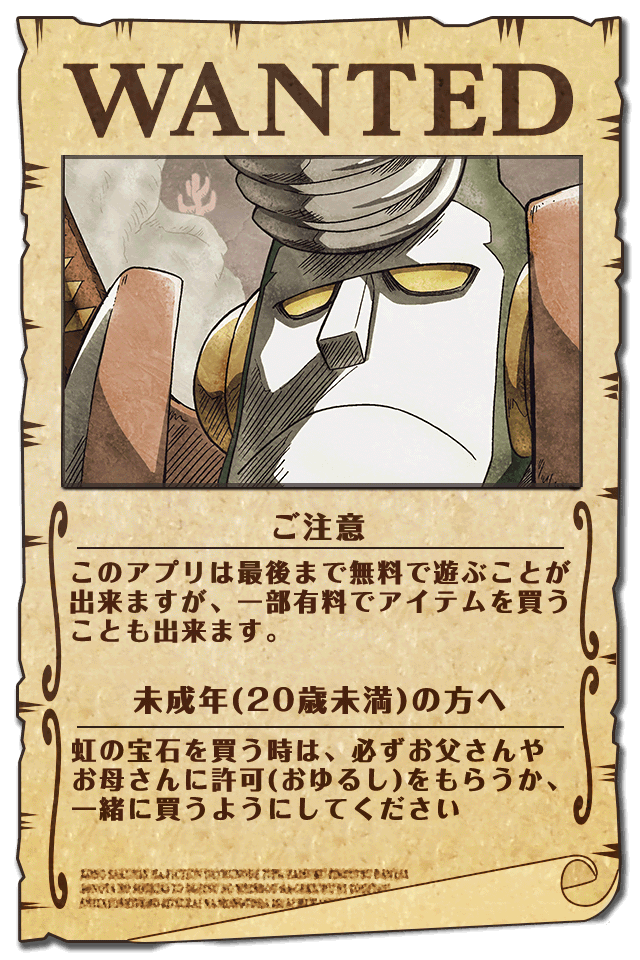 WANTED
ご注意
このアプリは最後まで無料で遊ぶことが
出来ますが、一部有料でアイテムを買う
ことも出来ます。
未成年(20歳未満)の方へ
虹の宝石を買う時は、必ずお父さんや
お母さんに許可(おゆるし)をもらうか、
一緒に買うようにしてください